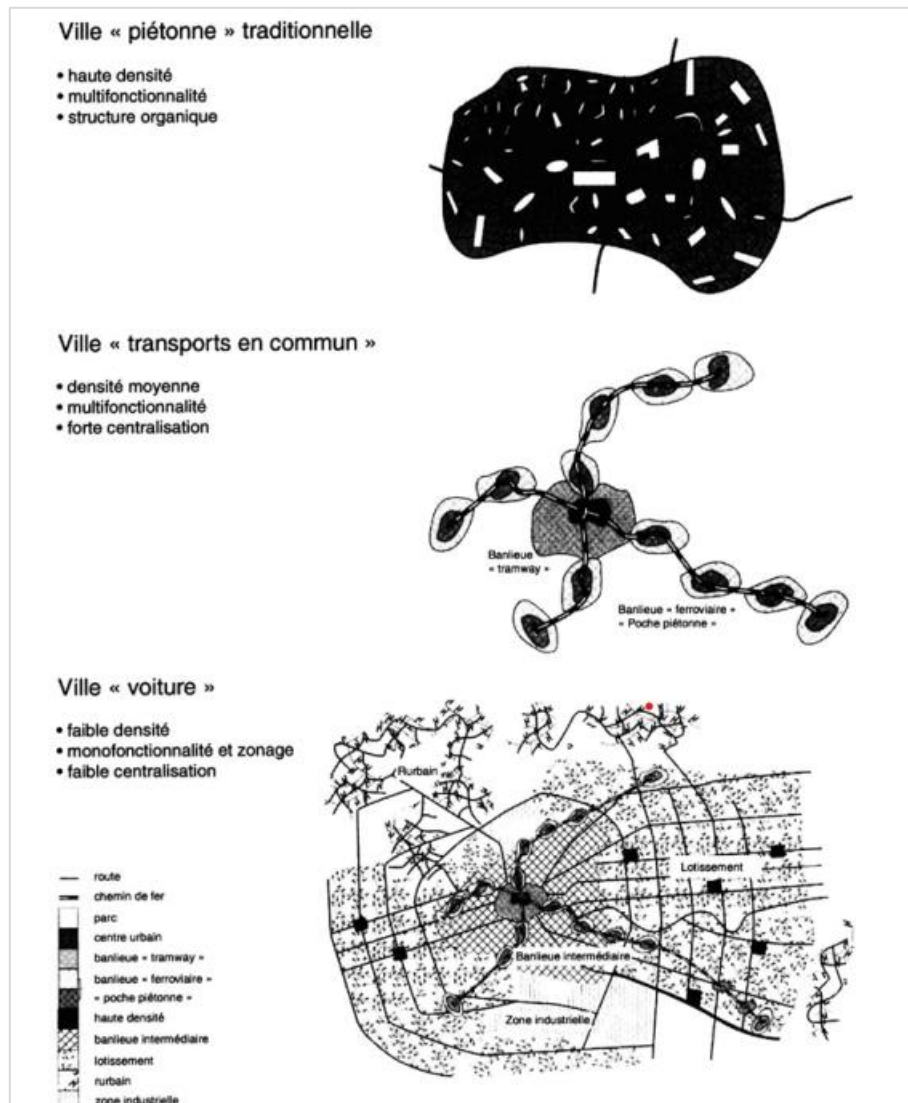 Ville « piétonne » traditionnelle
• haute densité
• multifonctionnalité
• structure organique
Ville « transports en commun »
• densité moyenne
• multifonctionnalité
• forte centralisation
Banlieue
« tramway »
Banlieue « ferroviaire »
« Poche piétonne »
Ville « voiture »
• faible densité
• monofonctionnalité et zonage
• faible centralisation
Rurbain
Lotissement
Banlieue intermédiaire
Zone industrielle
route
chemin de fer
parc
centre urbain
banlieue « tramway »
banlieue « ferroviaire »
« poche piétonne »
haute densité
banlieue intermédiaire
lotissement
rurbain
zone industrielle